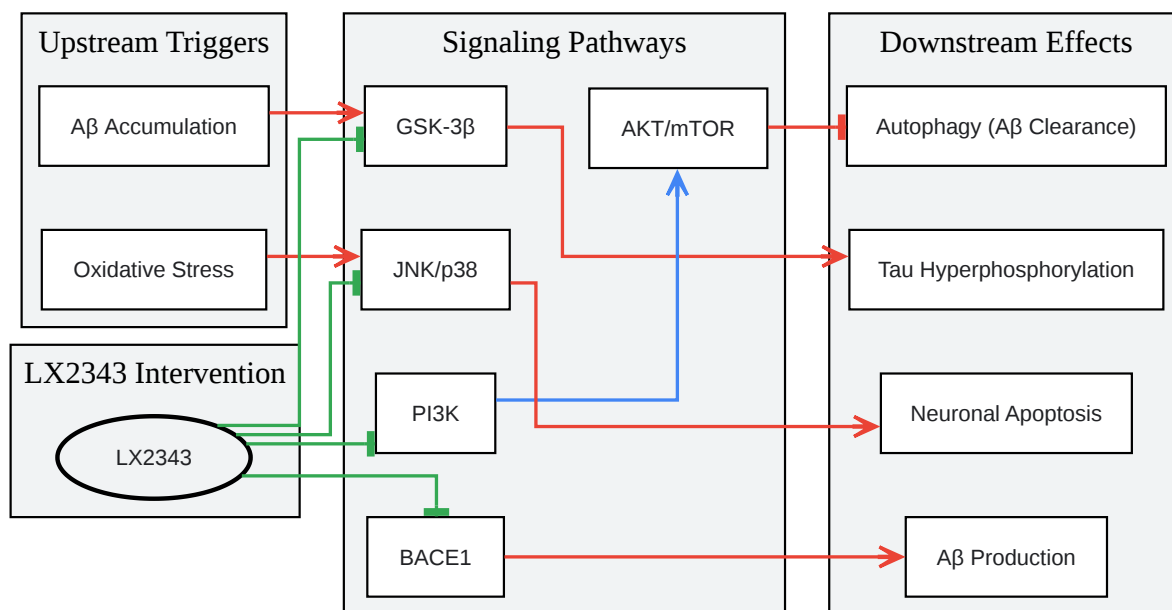 Upstream Triggers
Aβ Accumulation
Oxidative Stress
LX2343 Intervention
LX2343
Signaling Pathways
GSK-3β
AKT/mTOR
JNK/p38
PI3K
BACE1
Downstream Effects
Autophagy (Aβ Clearance)
Tau Hyperphosphorylation
Neuronal Apoptosis
Aβ Production